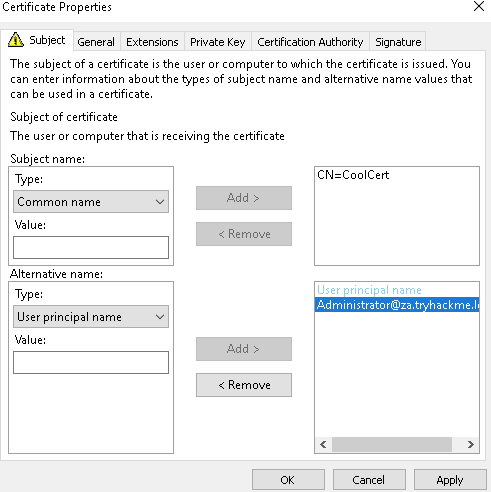 Certificate Properties
Subject General Extensions Private Key Certification Authority Signature
The subject of a certificate is the user or computer to which the certificate is issued. You
can enter information about the types of subject name and alternative name values that
can be used in a certificate.
Subject of certificate
The user or computer that is receiving the certificate
Subject name:
Type:
Common name
Value:
Add >
< Remove
CN=CoolCert
Alternative name:
Type:
User principal name
Value:
Add >
< Remove
User principal name
Administrator@za.tryhackme.l
OK Cancel Apply